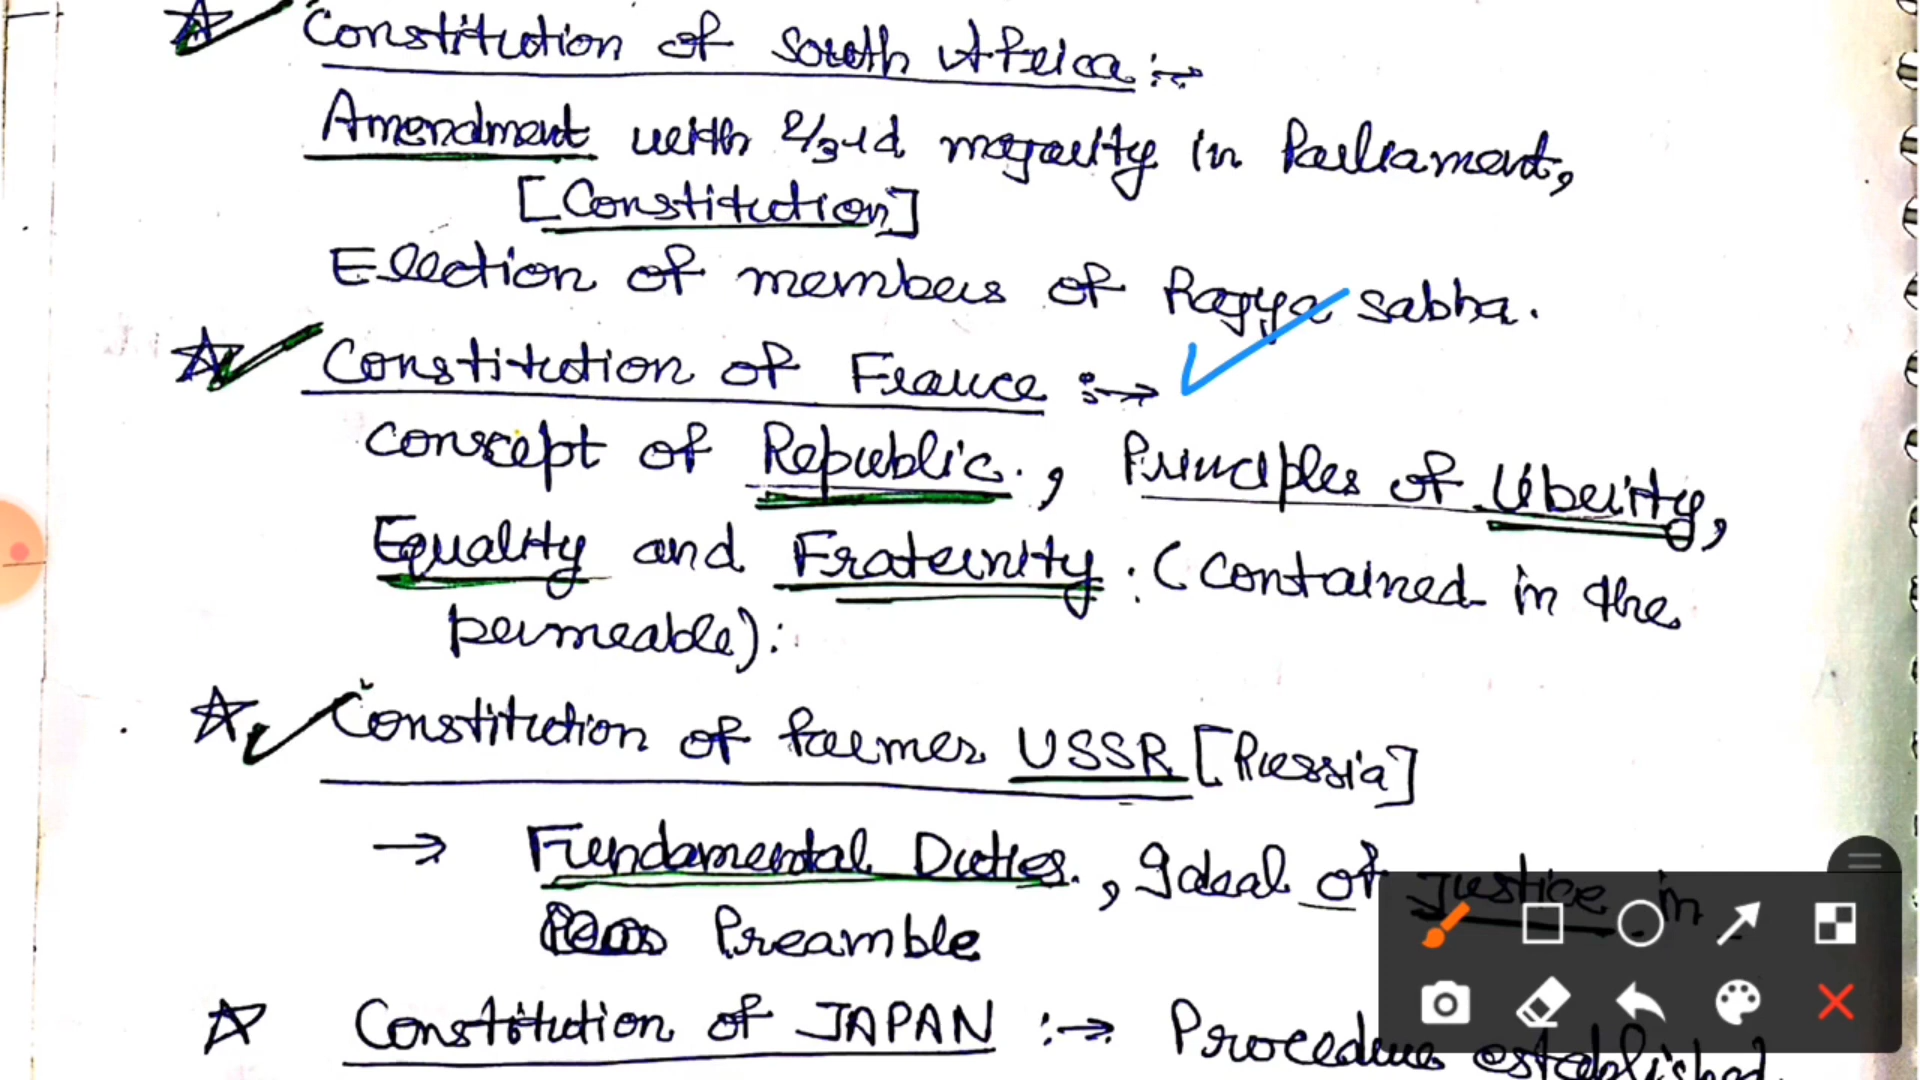 Constitution of South Africa :→
Amendment with 2/3rd majority in Parliament,
[Constitution]
Election of members of Rajya sabha.
Constitution of France :→
concept of Republic., Principles of Liberty,
Equality and Fraternity : (contained in the
permeable):
Constitution of former USSR [Russia]
→ Fundamental Duties., Ideal of Justice in
Preamble
Constitution of JAPAN :→ Procedure established